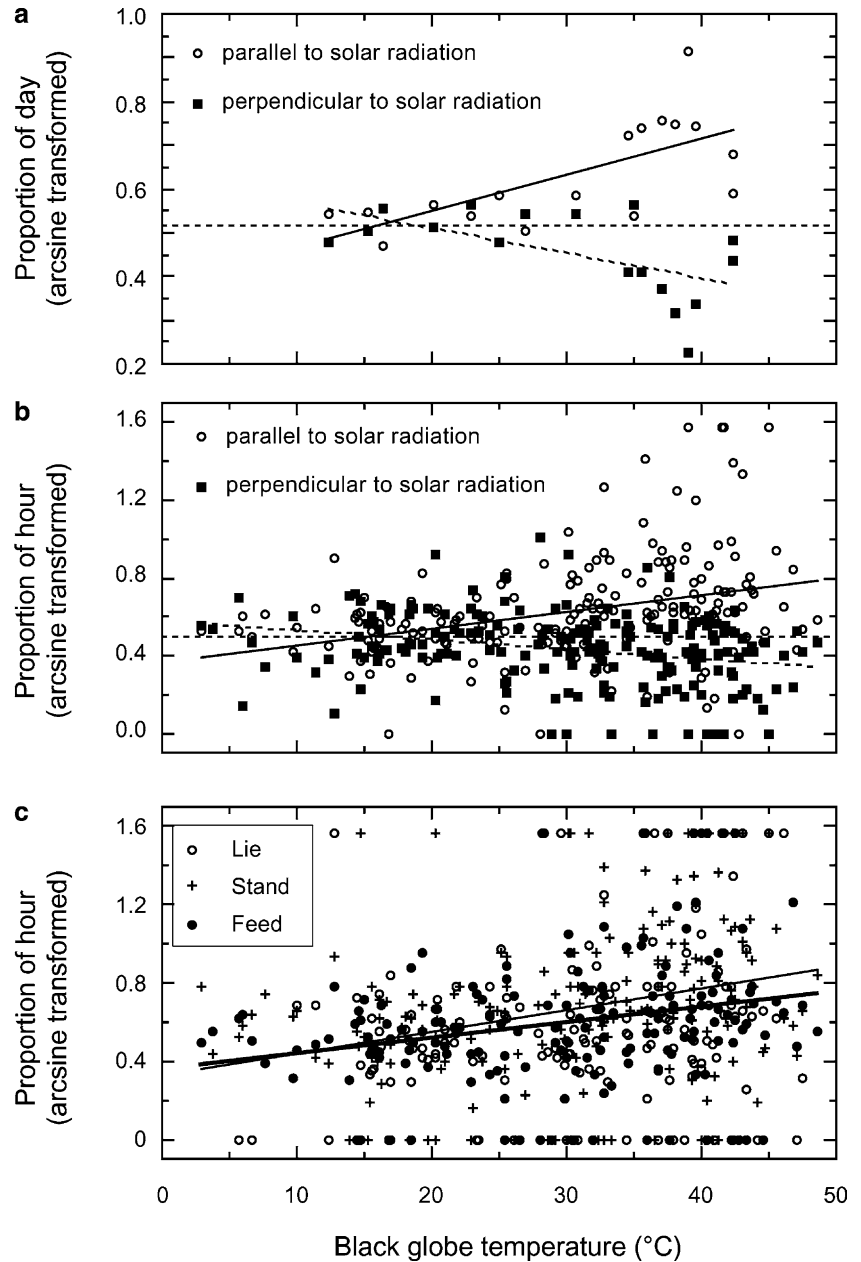 a
1.0
0.8
0.6
0.4
0.2
Proportion of day
(arcsine transformed)
parallel to solar radiation
perpendicular to solar radiation
b
1.6
1.2
0.8
0.4
0.0
Proportion of hour
(arcsine transformed)
parallel to solar radiation
perpendicular to solar radiation
c
1.6
1.2
0.8
0.4
0
Proportion of hour
(arcsine transformed)
Lie
Stand
Feed
0 10 20 30 40 50
Black globe temperature (°C)